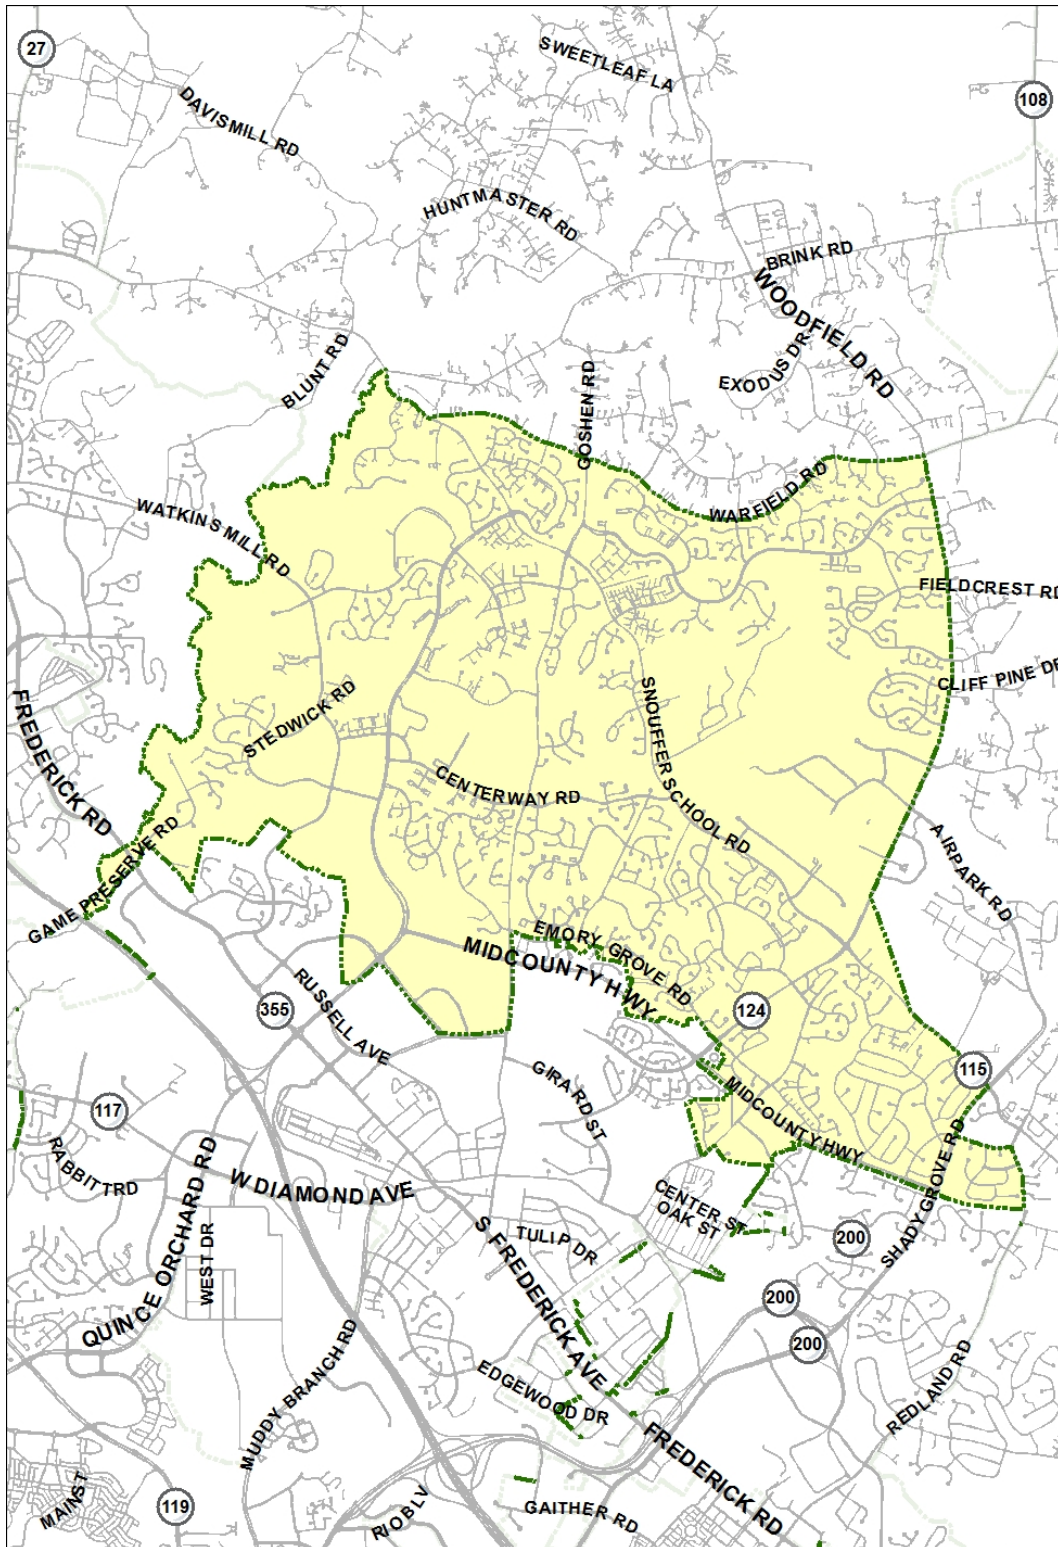 27
SWEETLEAF LA
108
DAVIS MILL RD
HUNTMASTER RD
BRINK RD
WOODFIELD RD
EXODUS DR
BLUNT RD
GOSHEN RD
WATKINS MILL RD
WARFIELD RD
FIELDCREST RD
CLIFF PINE DR
SNOUFFER SCHOOL RD
STEDWICK RD
FREDERICK RD
CENTERWAY RD
AIRPARK RD
GAME PRESERVE RD
EMORY GROVE RD
MIDCOUNTY HWY
355
RUSSELL AVE
124
GIRARD ST
115
MIDCOUNTY HWY
117
RABBITT RD
W DIAMOND AVE
QUINCE ORCHARD RD
WEST DR
CENTER ST
OAK ST
SHADY GROVE RD
200
S FREDERICK AVE
TULIP DR
200
200
MUDDY BRANCH RD
EDGEWOOD DR
REDLAND RD
FREDERICK RD
MAIN ST
119
RIO BLV
GAITHER RD